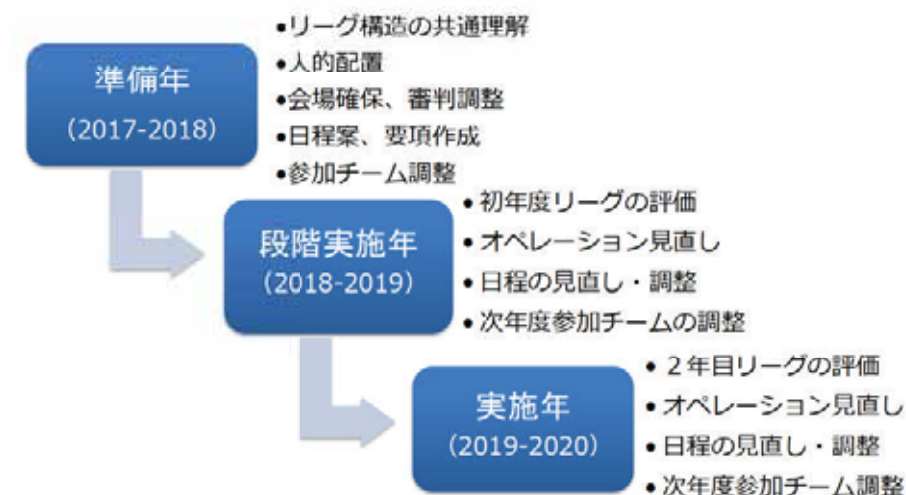 準備年
（2017-2018）
•リーグ構造の共通理解
•人的配置
•会場確保、審判調整
•日程案、要項作成
•参加チーム調整
段階実施年
（2018-2019）
• 初年度リーグの評価
• オペレーション見直し
• 日程の見直し・調整
• 次年度参加チームの調整
実施年
（2019-2020）
• ２年目リーグの評価
• オペレーション見直し
• 日程の見直し・調整
• 次年度参加チーム調整